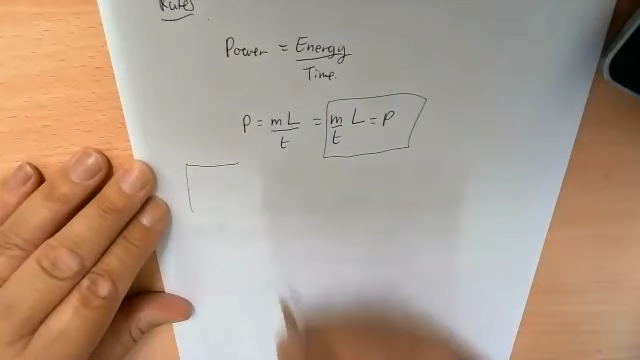 Rates
Power = Energy
Time.
P = mL/t = m/t L = P